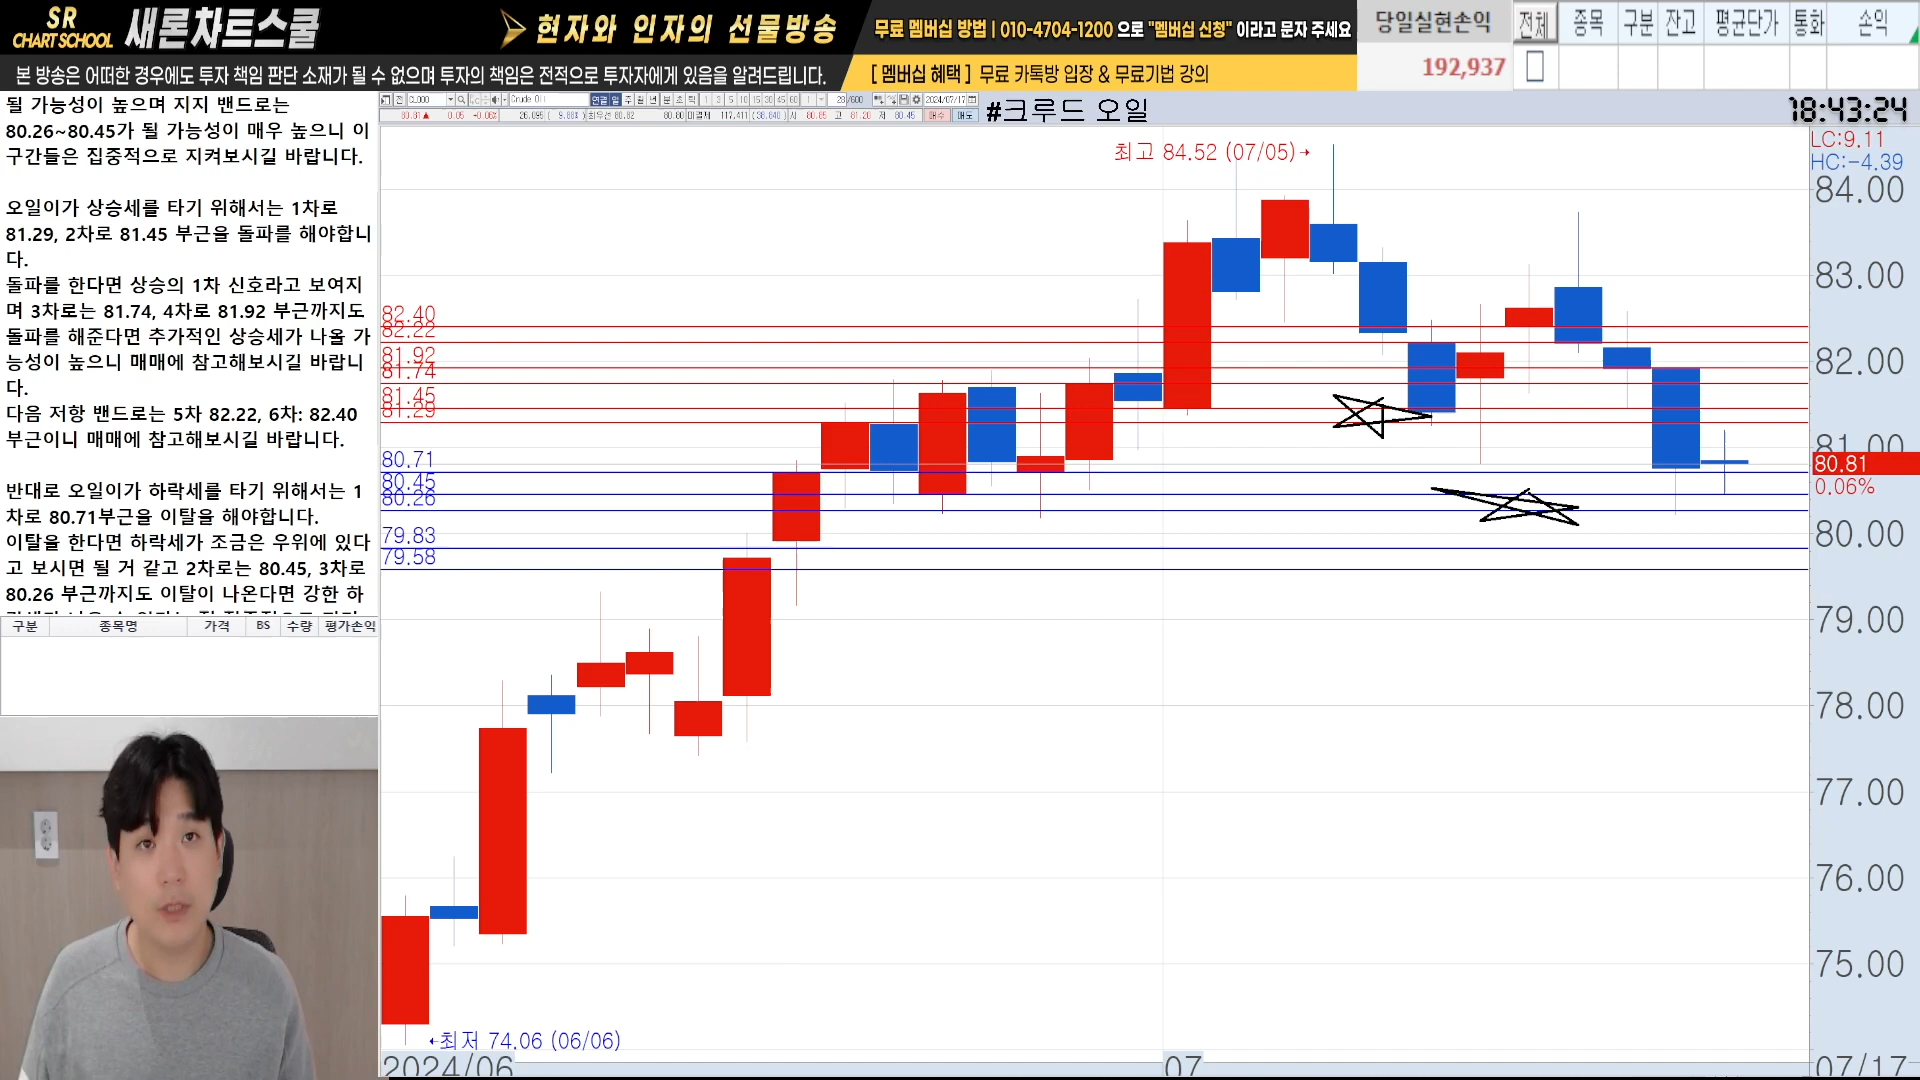 SR
CHART SCHOOL
새론차트스쿨
현자와 인자의 선물방송
무료 멤버십 방법 | 010-4704-1200 으로 "멤버십 신청" 이라고 문자 주세요
본 방송은 어떠한 경우에도 투자 책임 판단 소재가 될 수 없으며 투자의 책임은 전적으로 투자자에게 있음을 알려드립니다.
[ 멤버십 혜택 ] 무료 카톡방 입장 & 무료기법 강의
당일실현손익
192,937
전체 종목 구분 잔고 평균단가 통화 손익
될 가능성이 높으며 지지 밴드로는
80.26~80.45가 될 가능성이 매우 높으니 이
구간들은 집중적으로 지켜보시길 바랍니다.
오일이가 상승세를 타기 위해서는 1차로
81.29, 2차로 81.45 부근을 돌파를 해야합니
다.
돌파를 한다면 상승의 1차 신호라고 보여지
며 3차로는 81.74, 4차로 81.92 부근까지도
돌파를 해준다면 추가적인 상승세가 나올 가
능성이 높으니 매매에 참고해보시길 바랍니
다.
다음 저항 밴드로는 5차 82.22, 6차: 82.40
부근이니 매매에 참고해보시길 바랍니다.
반대로 오일이가 하락세를 타기 위해서는 1
차로 80.71부근을 이탈을 해야합니다.
이탈을 한다면 하락세가 조금은 우위에 있다
고 보시면 될 거 같고 2차로는 80.45, 3차로
80.26 부근까지도 이탈이 나온다면 강한 하
구분 종목명 가격 BS 수량 평가손익
Crude Oil
28/600
2024/07/17
80.81▲ 0.05 +0.06%
#크루드 오일
18:43:24
LC:9.11
HC:-4.39
최고 84.52 (07/05)→
82.40
82.22
81.92
81.74
81.45
81.29
80.71
80.45
80.26
79.83
79.58
←최저 74.06 (06/06)
84.00
83.00
82.00
81.00
80.81
0.06%
80.00
79.00
78.00
77.00
76.00
75.00
2024/06
07
07/17